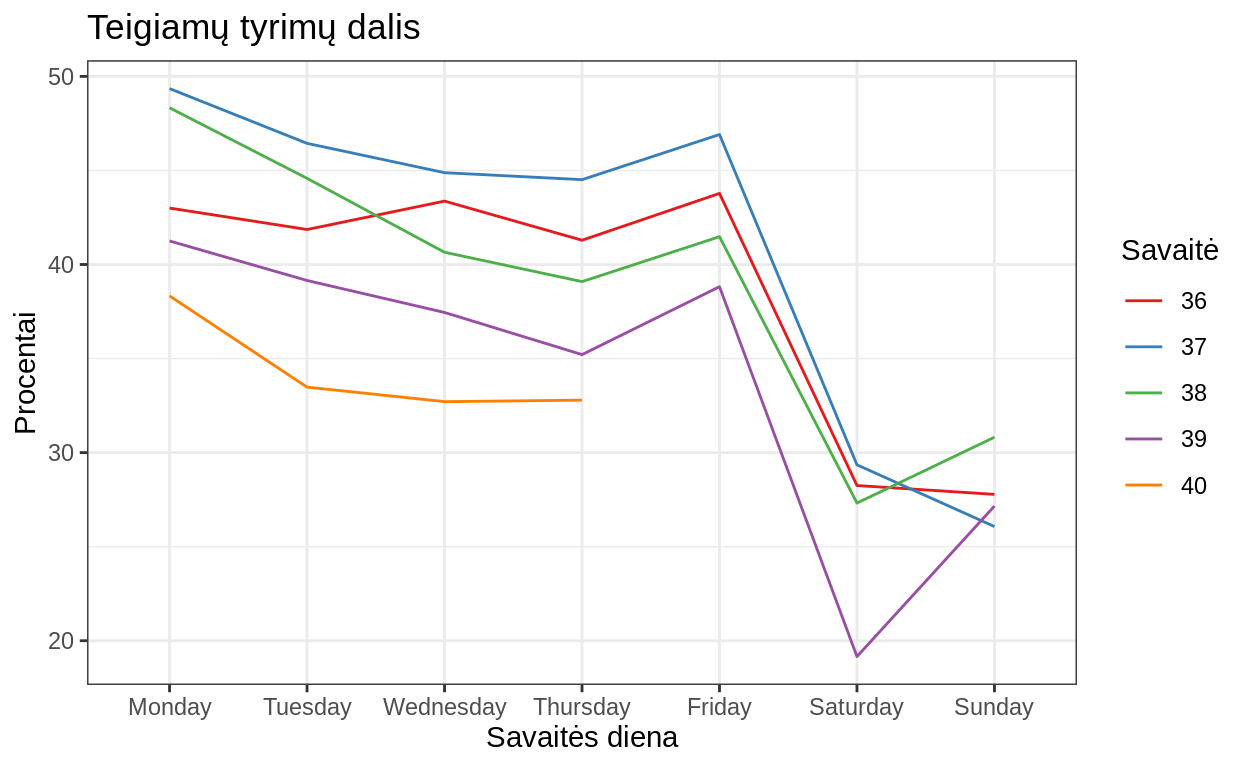 Teigiamų tyrimų dalis
Procentai
50
40
30
20
Monday Tuesday Wednesday Thursday Friday Saturday Sunday
Savaitės diena
Savaitė
36
37
38
39
40